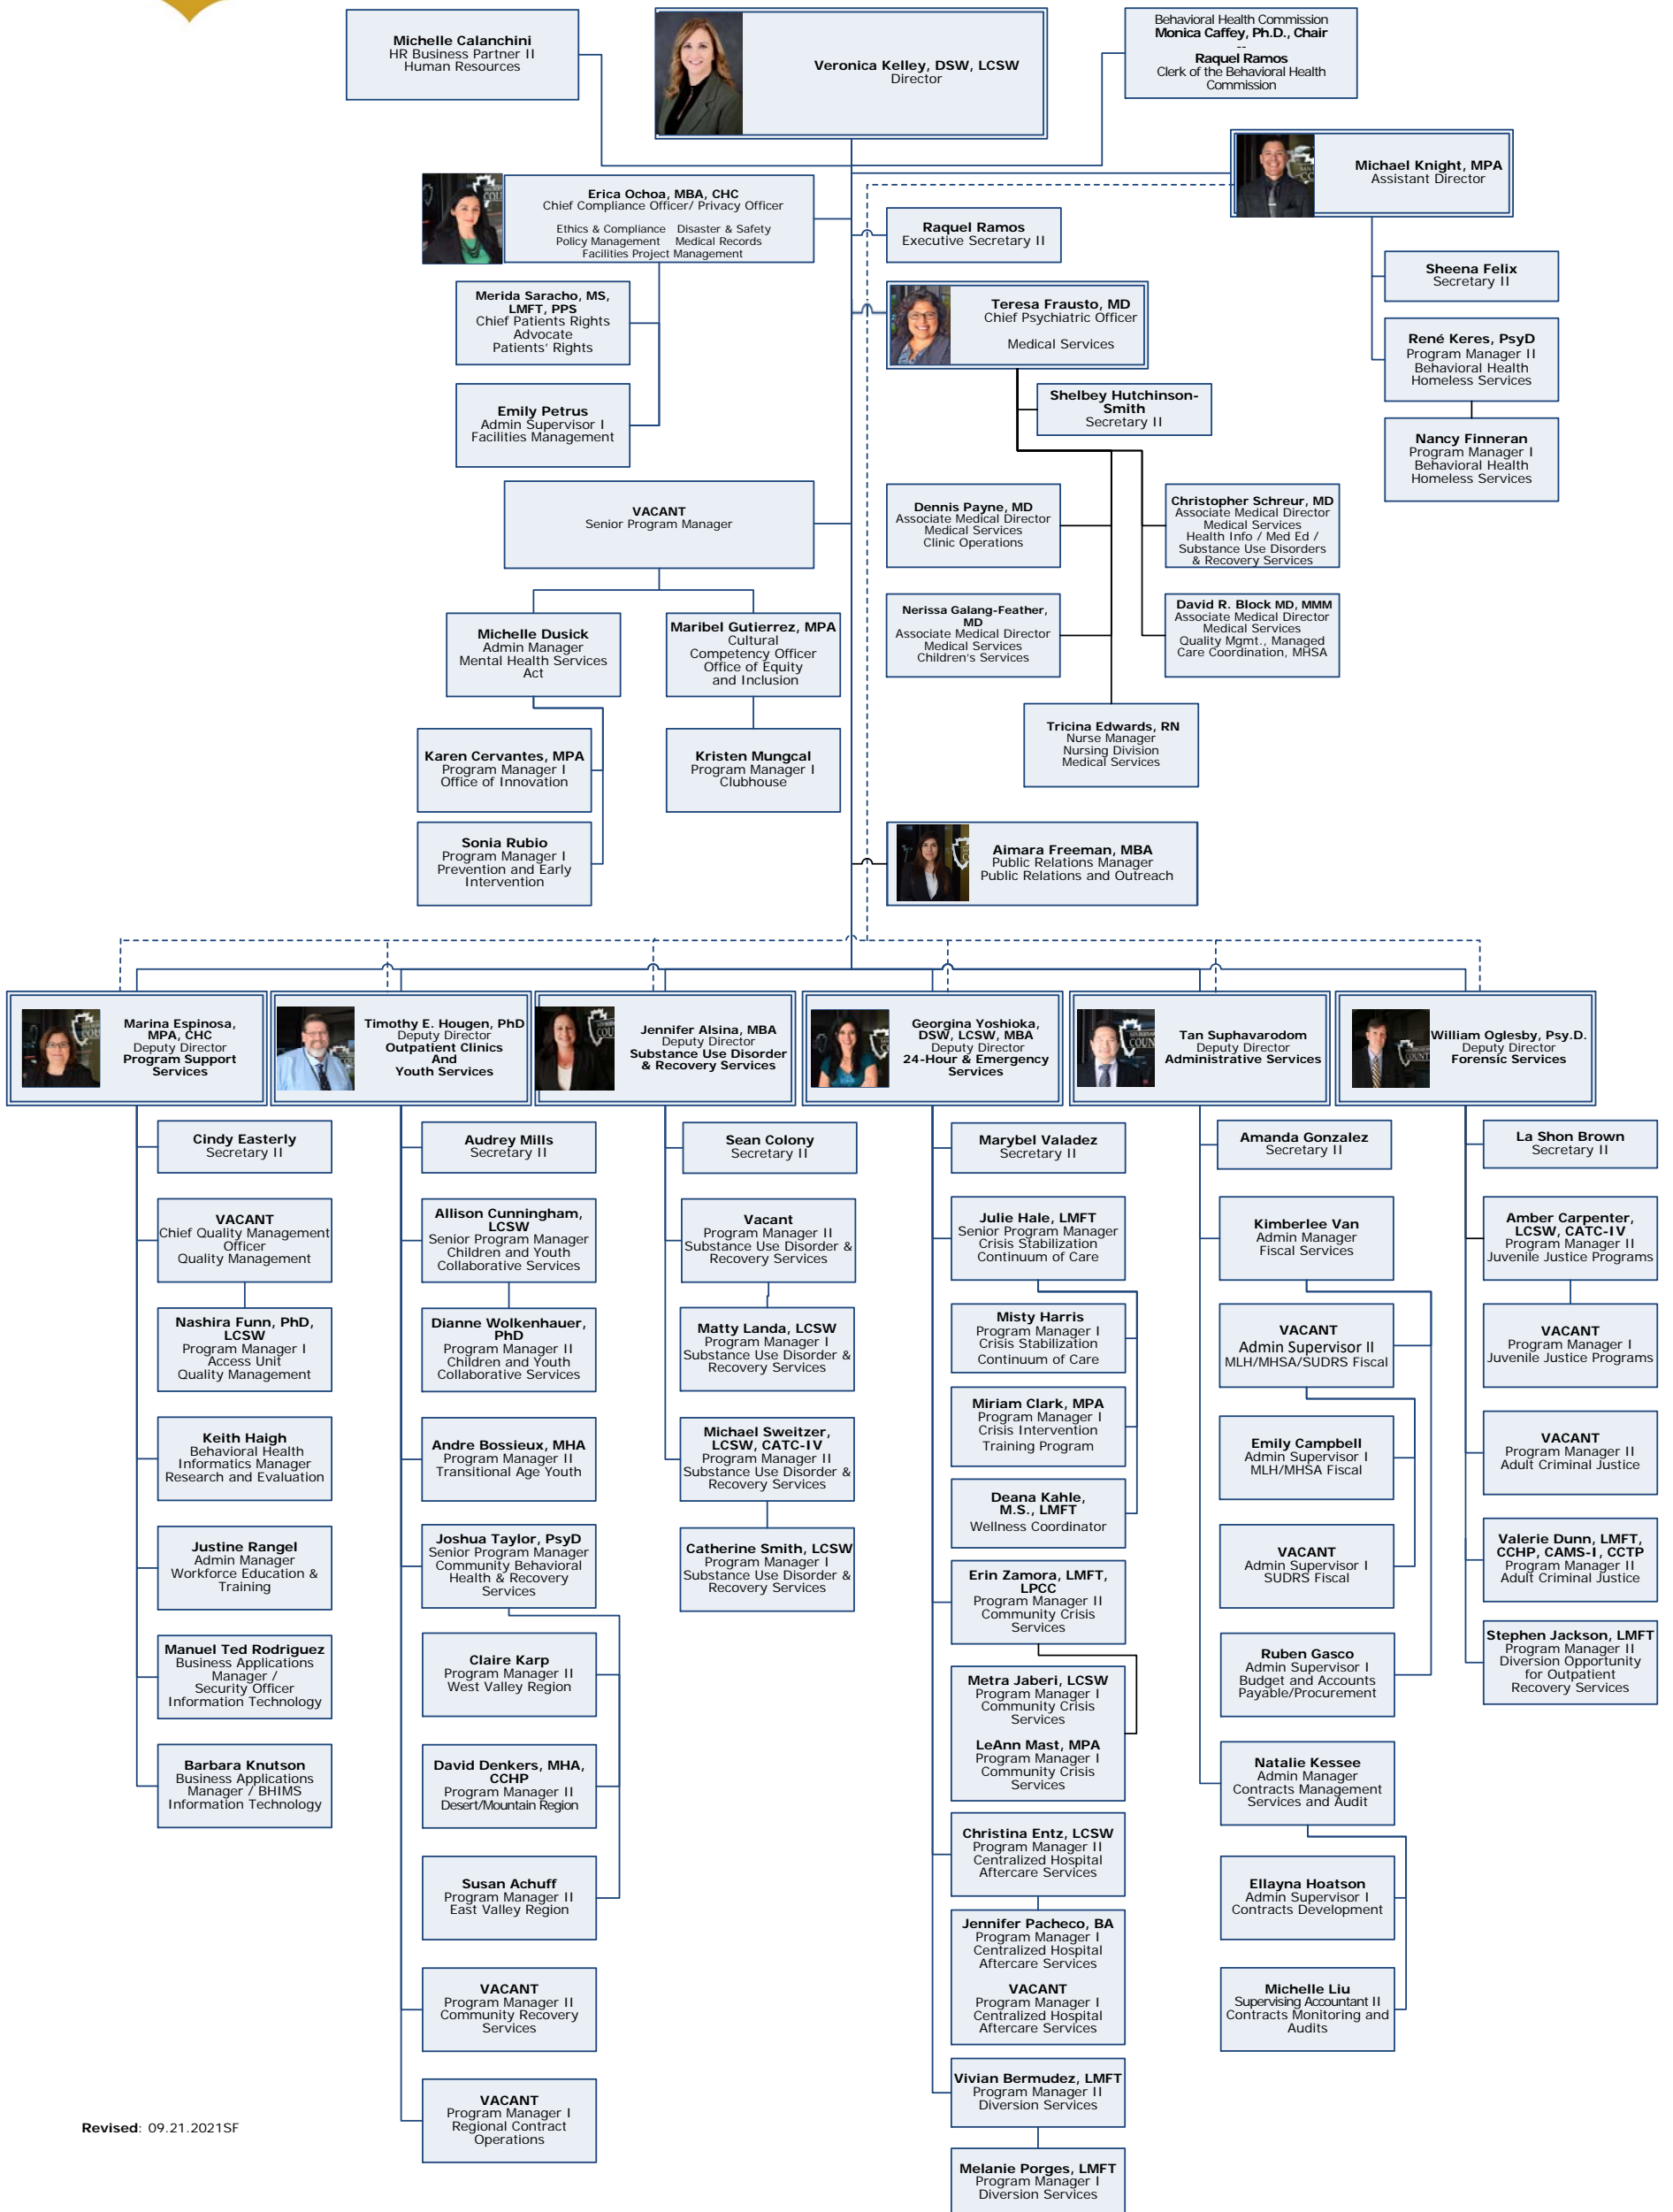 Michelle Calanchini
HR Business Partner II
Human Resources
Veronica Kelley, DSW, LCSW
Director
Behavioral Health Commission
Monica Caffey, Ph.D., Chair
--
Raquel Ramos
Clerk of the Behavioral Health
Commission
Michael Knight, MPA
Assistant Director
Erica Ochoa, MBA, CHC
Chief Compliance Officer/ Privacy Officer
Ethics & Compliance Disaster & Safety
Policy Management Medical Records
Facilities Project Management
Raquel Ramos
Executive Secretary II
Sheena Felix
Secretary II
Merida Saracho, MS,
LMFT, PPS
Chief Patients Rights
Advocate
Patients' Rights
Teresa Frausto, MD
Chief Psychiatric Officer
Medical Services
René Keres, PsyD
Program Manager II
Behavioral Health
Homeless Services
Emily Petrus
Admin Supervisor I
Facilities Management
Shelbey Hutchinson-
Smith
Secretary II
Nancy Finneran
Program Manager I
Behavioral Health
Homeless Services
VACANT
Senior Program Manager
Dennis Payne, MD
Associate Medical Director
Medical Services
Clinic Operations
Christopher Schreur, MD
Associate Medical Director
Medical Services
Health Info / Med Ed /
Substance Use Disorders
& Recovery Services
Michelle Dusick
Admin Manager
Mental Health Services
Act
Maribel Gutierrez, MPA
Cultural
Competency Officer
Office of Equity
and Inclusion
Nerissa Galang-Feather,
MD
Associate Medical Director
Medical Services
Children's Services
David R. Block MD, MMM
Associate Medical Director
Medical Services
Quality Mgmt., Managed
Care Coordination, MHSA
Karen Cervantes, MPA
Program Manager I
Office of Innovation
Kristen Mungcal
Program Manager I
Clubhouse
Tricina Edwards, RN
Nurse Manager
Nursing Division
Medical Services
Sonia Rubio
Program Manager I
Prevention and Early
Intervention
Aimara Freeman, MBA
Public Relations Manager
Public Relations and Outreach
Marina Espinosa,
MPA, CHC
Deputy Director
Program Support
Services
Timothy E. Hougen, PhD
Deputy Director
Outpatient Clinics
And
Youth Services
Jennifer Alsina, MBA
Deputy Director
Substance Use Disorder
& Recovery Services
Georgina Yoshioka,
DSW, LCSW, MBA
Deputy Director
24-Hour & Emergency
Services
Tan Suphavarodom
Deputy Director
Administrative Services
William Oglesby, Psy.D.
Deputy Director
Forensic Services
Cindy Easterly
Secretary II
VACANT
Chief Quality Management
Officer
Quality Management
Nashira Funn, PhD,
LCSW
Program Manager I
Access Unit
Quality Management
Keith Haigh
Behavioral Health
Informatics Manager
Research and Evaluation
Justine Rangel
Admin Manager
Workforce Education &
Training
Manuel Ted Rodriguez
Business Applications
Manager /
Security Officer
Information Technology
Barbara Knutson
Business Applications
Manager / BHIMS
Information Technology
Audrey Mills
Secretary II
Allison Cunningham,
LCSW
Senior Program Manager
Children and Youth
Collaborative Services
Dianne Wolkenhauer,
PhD
Program Manager II
Children and Youth
Collaborative Services
Andre Bossieux, MHA
Program Manager II
Transitional Age Youth
Joshua Taylor, PsyD
Senior Program Manager
Community Behavioral
Health & Recovery
Services
Claire Karp
Program Manager II
West Valley Region
David Denkers, MHA,
CCHP
Program Manager II
Desert/Mountain Region
Susan Achuff
Program Manager II
East Valley Region
VACANT
Program Manager II
Community Recovery
Services
VACANT
Program Manager I
Regional Contract
Operations
Sean Colony
Secretary II
Vacant
Program Manager II
Substance Use Disorder &
Recovery Services
Matty Landa, LCSW
Program Manager I
Substance Use Disorder &
Recovery Services
Michael Sweitzer,
LCSW, CATC-IV
Program Manager II
Substance Use Disorder &
Recovery Services
Catherine Smith, LCSW
Program Manager I
Substance Use Disorder &
Recovery Services
Marybel Valadez
Secretary II
Julie Hale, LMFT
Senior Program Manager
Crisis Stabilization
Continuum of Care
Misty Harris
Program Manager I
Crisis Stabilization
Continuum of Care
Miriam Clark, MPA
Program Manager I
Crisis Intervention
Training Program
Deana Kahle,
M.S., LMFT
Wellness Coordinator
Erin Zamora, LMFT,
LPCC
Program Manager II
Community Crisis
Services
Metra Jaberi, LCSW
Program Manager I
Community Crisis
Services
LeAnn Mast, MPA
Program Manager I
Community Crisis
Services
Christina Entz, LCSW
Program Manager II
Centralized Hospital
Aftercare Services
Jennifer Pacheco, BA
Program Manager I
Centralized Hospital
Aftercare Services
VACANT
Program Manager I
Centralized Hospital
Aftercare Services
Vivian Bermudez, LMFT
Program Manager II
Diversion Services
Melanie Porges, LMFT
Program Manager I
Diversion Services
Amanda Gonzalez
Secretary II
Kimberlee Van
Admin Manager
Fiscal Services
VACANT
Admin Supervisor II
MLH/MHSA/SUDRS Fiscal
Emily Campbell
Admin Supervisor I
MLH/MHSA Fiscal
VACANT
Admin Supervisor I
SUDRS Fiscal
Ruben Gasco
Admin Supervisor I
Budget and Accounts
Payable/Procurement
Natalie Kessee
Admin Manager
Contracts Management
Services and Audit
Ellayna Hoatson
Admin Supervisor I
Contracts Development
Michelle Liu
Supervising Accountant II
Contracts Monitoring and
Audits
La Shon Brown
Secretary II
Amber Carpenter,
LCSW, CATC-IV
Program Manager II
Juvenile Justice Programs
VACANT
Program Manager I
Juvenile Justice Programs
VACANT
Program Manager II
Adult Criminal Justice
Valerie Dunn, LMFT,
CCHP, CAMS-I, CCTP
Program Manager II
Adult Criminal Justice
Stephen Jackson, LMFT
Program Manager II
Diversion Opportunity
for Outpatient
Recovery Services
Revised: 09.21.2021SF